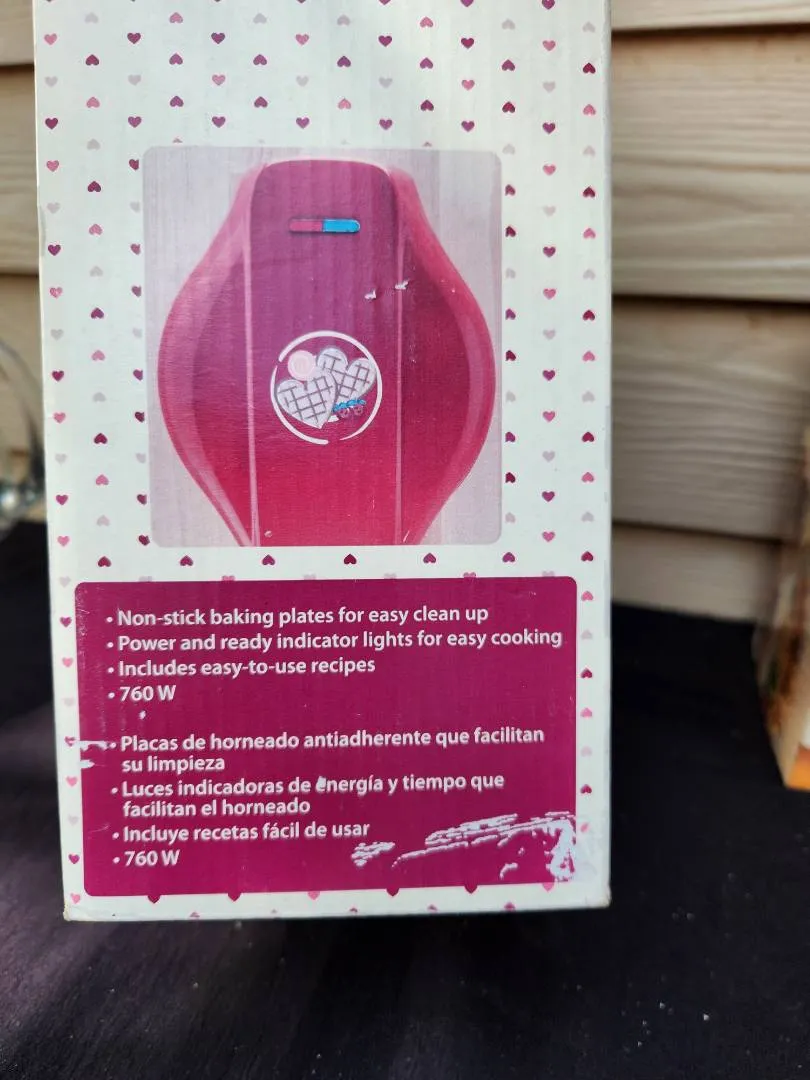 • Non-stick baking plates for easy clean up
• Power and ready indicator lights for easy cooking
• Includes easy-to-use recipes
• 760 W
• Placas de horneado antiadherente que facilitan
su limpieza
• Luces indicadoras de énergía y tiempo que
facilitan el horneado
• Incluye recetas fácil de usar
• 760 W